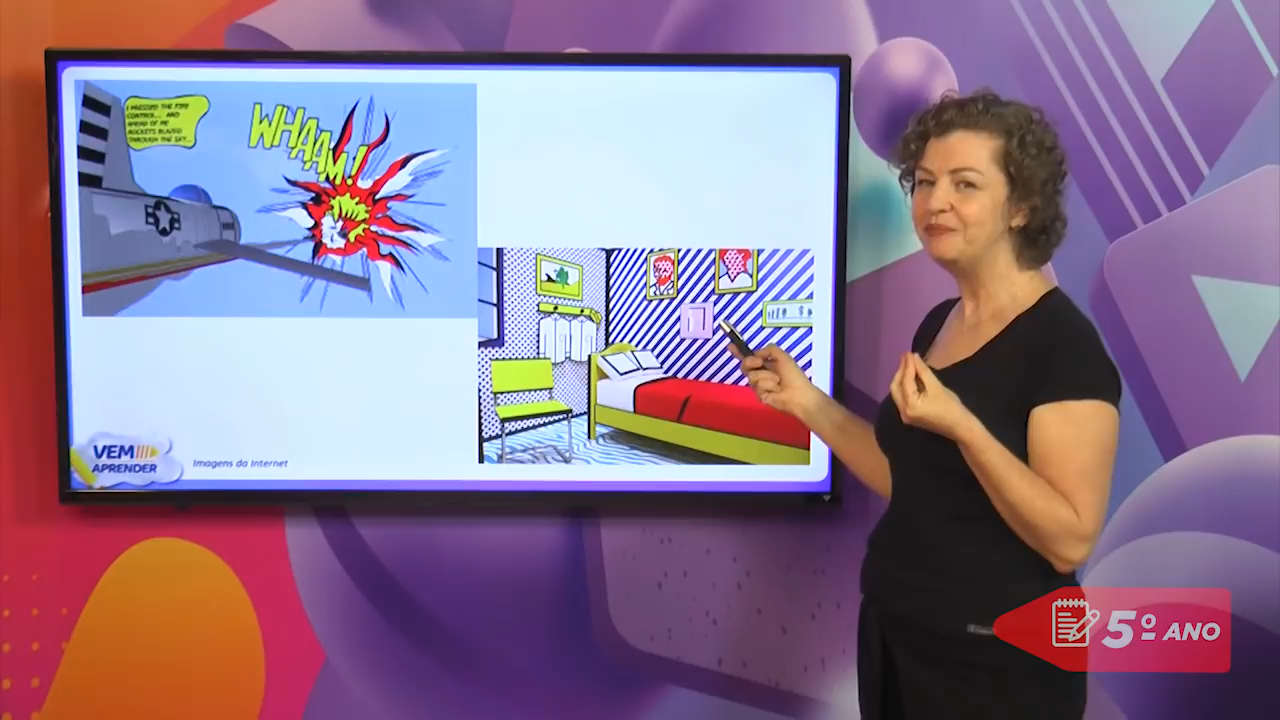 I PRESSED THE FIRE
CONTROL... AND
AHEAD OF ME
ROCKETS BLAZED
THROUGH THE SKY...
WHAAM!
VEM
APRENDER
Imagens da Internet
5º ANO